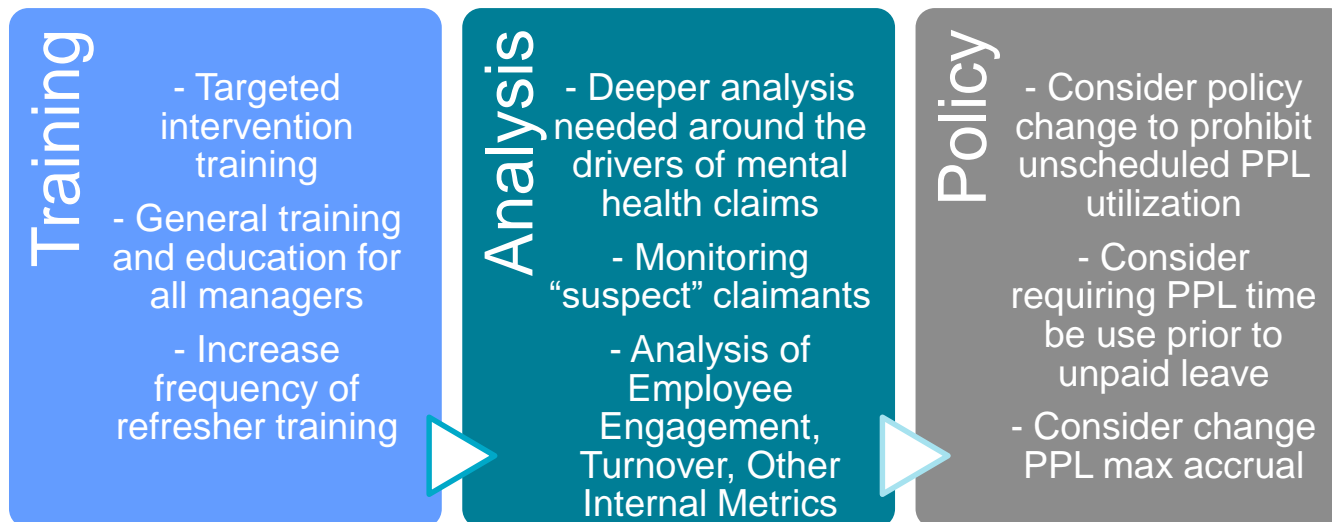 Training
- Targeted
intervention
training
- General training
and education for
all managers
- Increase
frequency of
refresher training
Analysis
- Deeper analysis
needed around the
drivers of mental
health claims
- Monitoring
“suspect” claimants
- Analysis of
Employee
Engagement,
Turnover, Other
Internal Metrics
Policy
- Consider policy
change to prohibit
unscheduled PPL
utilization
- Consider
requiring PPL time
be use prior to
unpaid leave
- Consider change
PPL max accrual